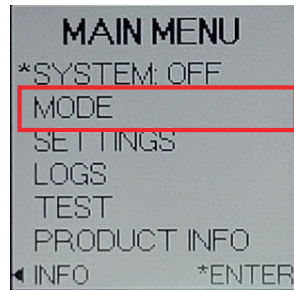 MAIN MENU
*SYSTEM: OFF
MODE
SETTINGS
LOGS
TEST
PRODUCT INFO
◄ INFO *ENTER